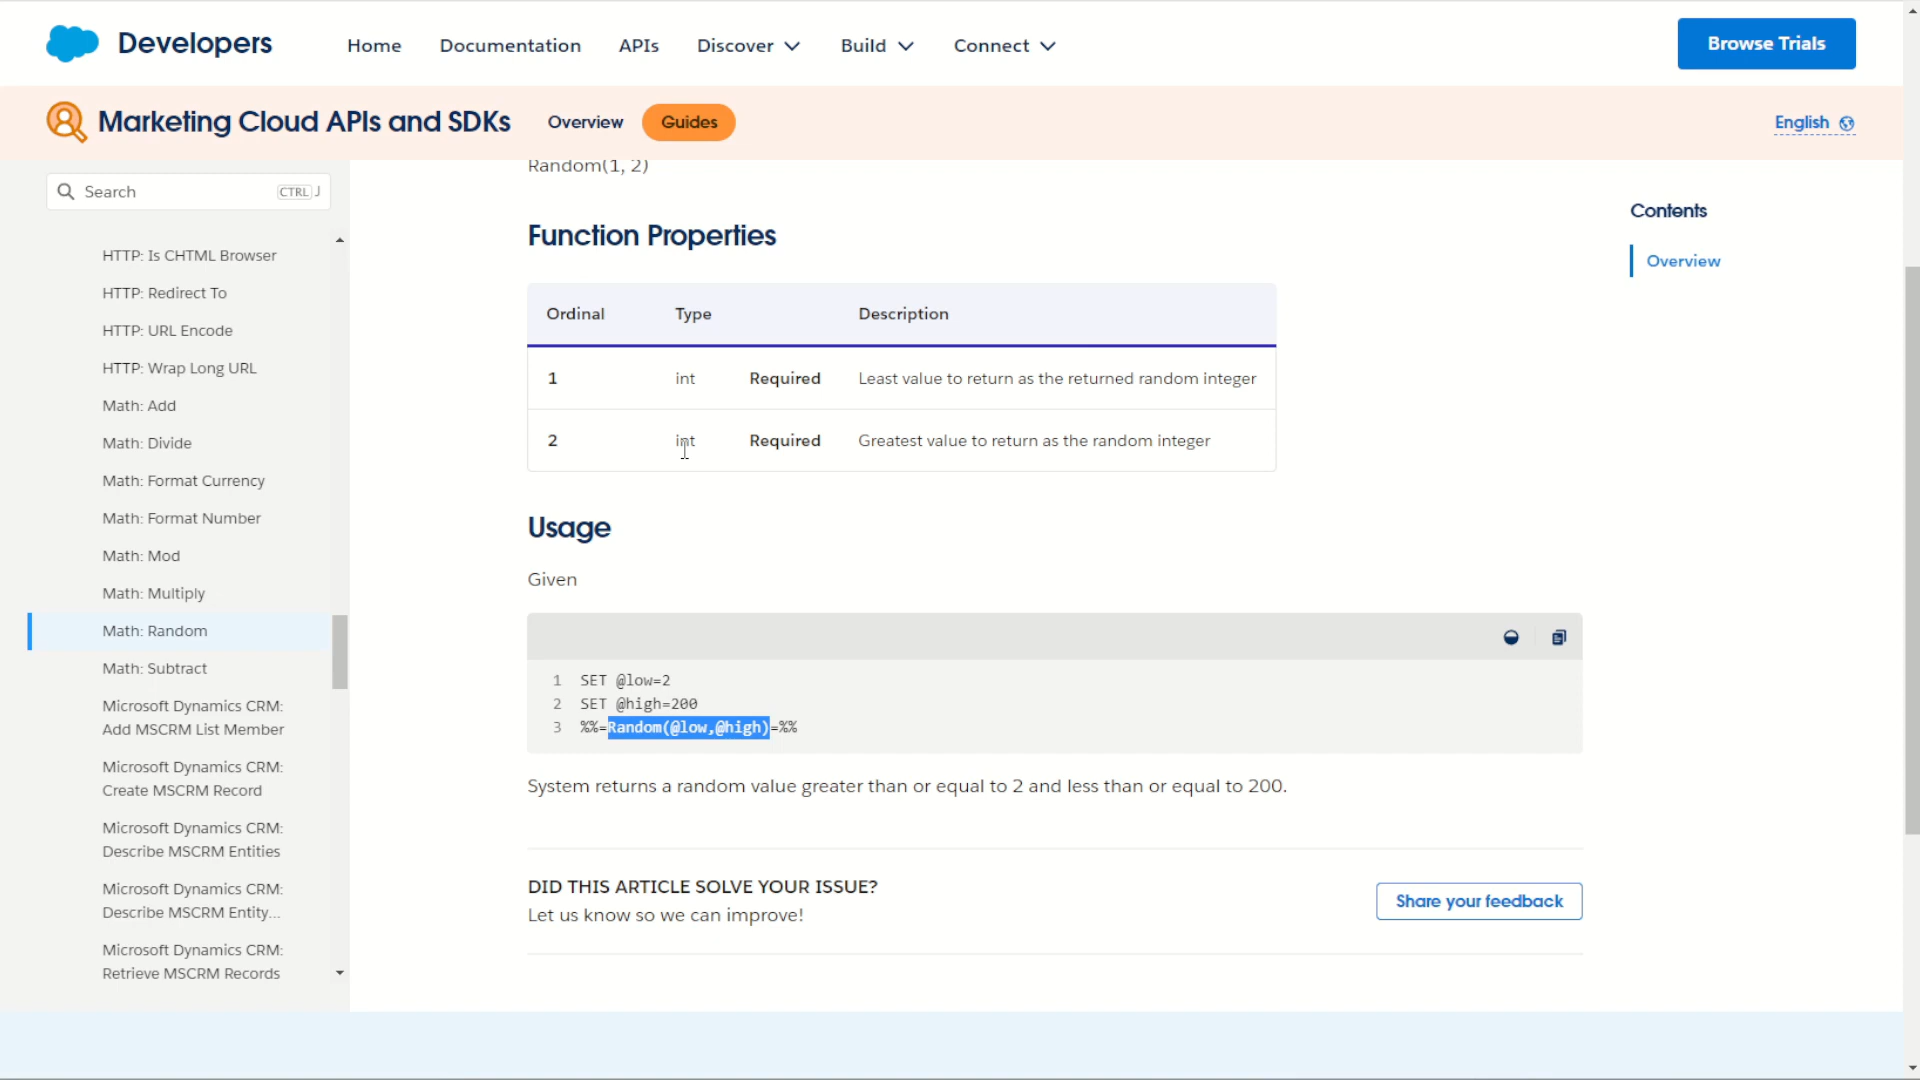 Developers
Home
Documentation
APIs
Discover
Build
Connect
Browse Trials
Marketing Cloud APIs and SDKs
Overview
Guides
English
Search
CTRL J
HTTP: Is CHTML Browser
HTTP: Redirect To
HTTP: URL Encode
HTTP: Wrap Long URL
Math: Add
Math: Divide
Math: Format Currency
Math: Format Number
Math: Mod
Math: Multiply
Math: Random
Math: Subtract
Microsoft Dynamics CRM:
Add MSCRM List Member
Microsoft Dynamics CRM:
Create MSCRM Record
Microsoft Dynamics CRM:
Describe MSCRM Entities
Microsoft Dynamics CRM:
Describe MSCRM Entity...
Microsoft Dynamics CRM:
Retrieve MSCRM Records
Random(1, 2)
Function Properties
Ordinal Type Description
1 int Required Least value to return as the returned random integer
2 int Required Greatest value to return as the random integer
Usage
Given
1 SET @low=2
2 SET @high=200
3 %%=Random(@low,@high)=%%
System returns a random value greater than or equal to 2 and less than or equal to 200.
DID THIS ARTICLE SOLVE YOUR ISSUE?
Let us know so we can improve!
Share your feedback
Contents
Overview